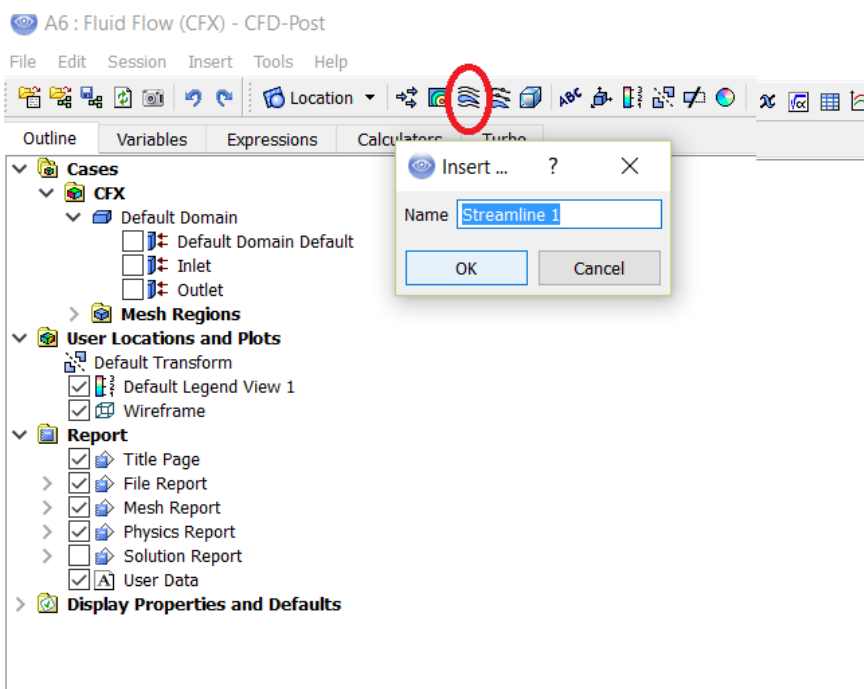 A6 : Fluid Flow (CFX) - CFD-Post
File Edit Session Insert Tools Help
Location
Outline Variables Expressions Calculators Turbo
Insert ... ?
Name Streamline 1
OK Cancel
Cases
CFX
Default Domain
Default Domain Default
Inlet
Outlet
Mesh Regions
User Locations and Plots
Default Transform
Default Legend View 1
Wireframe
Report
Title Page
File Report
Mesh Report
Physics Report
Solution Report
User Data
Display Properties and Defaults